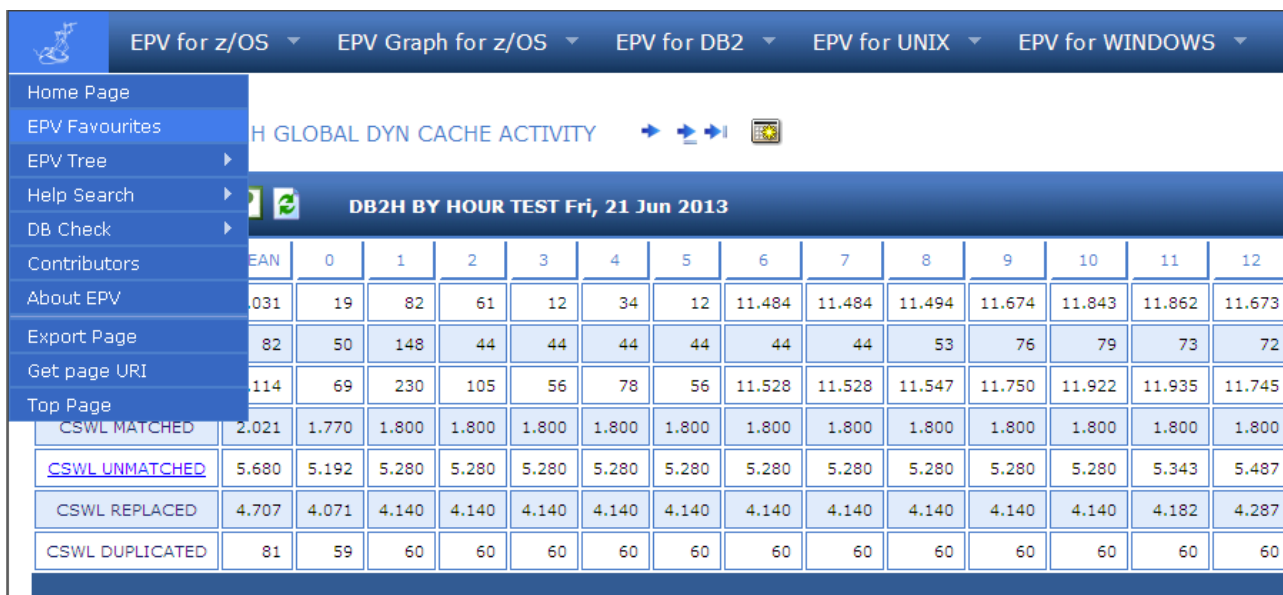 EPV for z/OS EPV Graph for z/OS EPV for DB2 EPV for UNIX EPV for WINDOWS
Home Page
EPV Favourites
EPV Tree
Help Search
DB Check
Contributors
About EPV
Export Page
Get page URI
Top Page
H GLOBAL DYN CACHE ACTIVITY
DB2H BY HOUR TEST Fri, 21 Jun 2013
EAN 0 1 2 3 4 5 6 7 8 9 10 11 12
.031 19 82 61 12 34 12 11.484 11.484 11.494 11.674 11.843 11.862 11.673
82 50 148 44 44 44 44 44 44 53 76 79 73 72
.114 69 230 105 56 78 56 11.528 11.528 11.547 11.750 11.922 11.935 11.745
CSWL MATCHED 2.021 1.770 1.800 1.800 1.800 1.800 1.800 1.800 1.800 1.800 1.800 1.800 1.800 1.800
CSWL UNMATCHED 5.680 5.192 5.280 5.280 5.280 5.280 5.280 5.280 5.280 5.280 5.280 5.280 5.343 5.487
CSWL REPLACED 4.707 4.071 4.140 4.140 4.140 4.140 4.140 4.140 4.140 4.140 4.140 4.140 4.182 4.287
CSWL DUPLICATED 81 59 60 60 60 60 60 60 60 60 60 60 60 60